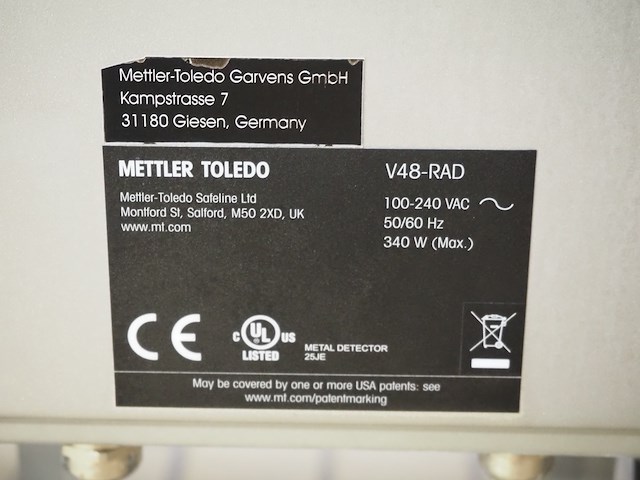 Mettler-Toledo Garvens GmbH
Kampstrasse 7
31180 Giesen, Germany
METTLER TOLEDO
Mettler-Toledo Safeline Ltd
Montford St, Salford, M50 2XD, UK
www.mt.com
V48-RAD
100-240 VAC
50/60 Hz
340 W (Max.)
CE
C UL US
LISTED
METAL DETECTOR
25JE
May be covered by one or more USA patents: see
www.mt.com/patentmarking